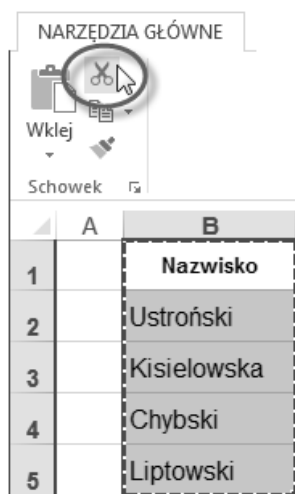 NARZĘDZIA GŁÓWNE
Wklej
Schowek
A B
1 Nazwisko
2 Ustroński
3 Kisielowska
4 Chybski
5 Liptowski